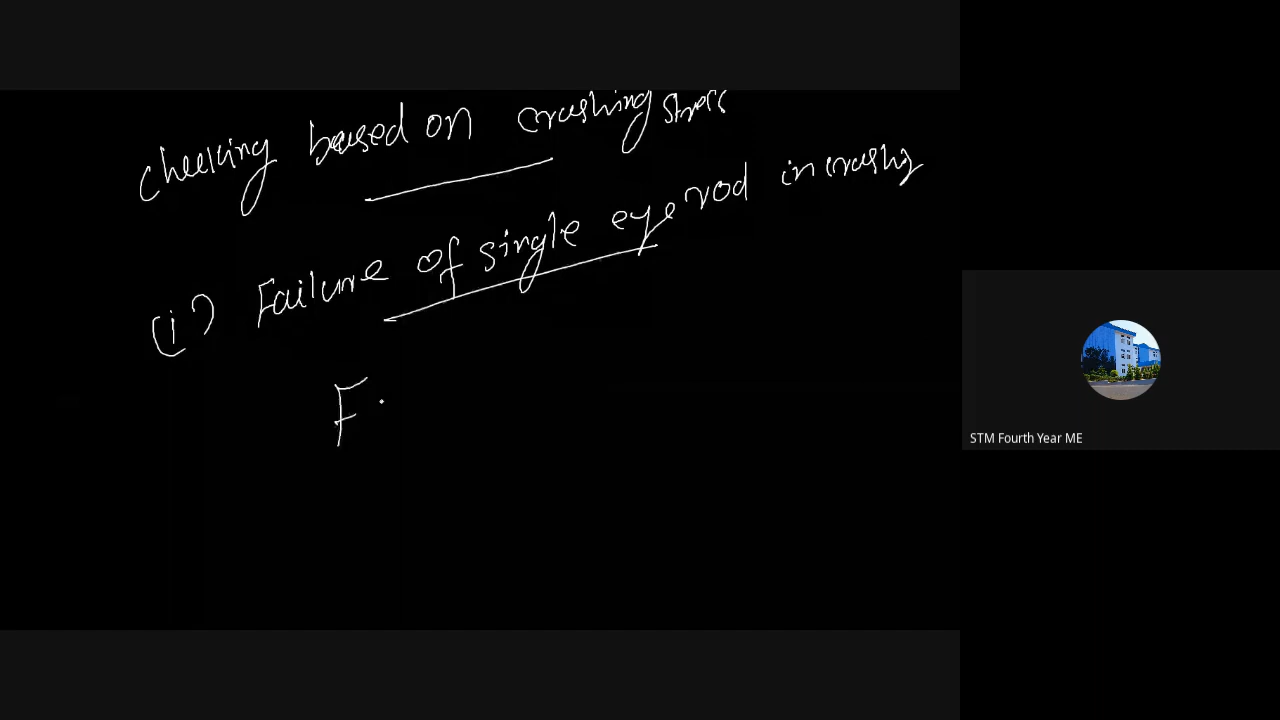 checking based on crushing stress
(i) Failure of single eye rod in crushing
F
STM Fourth Year ME